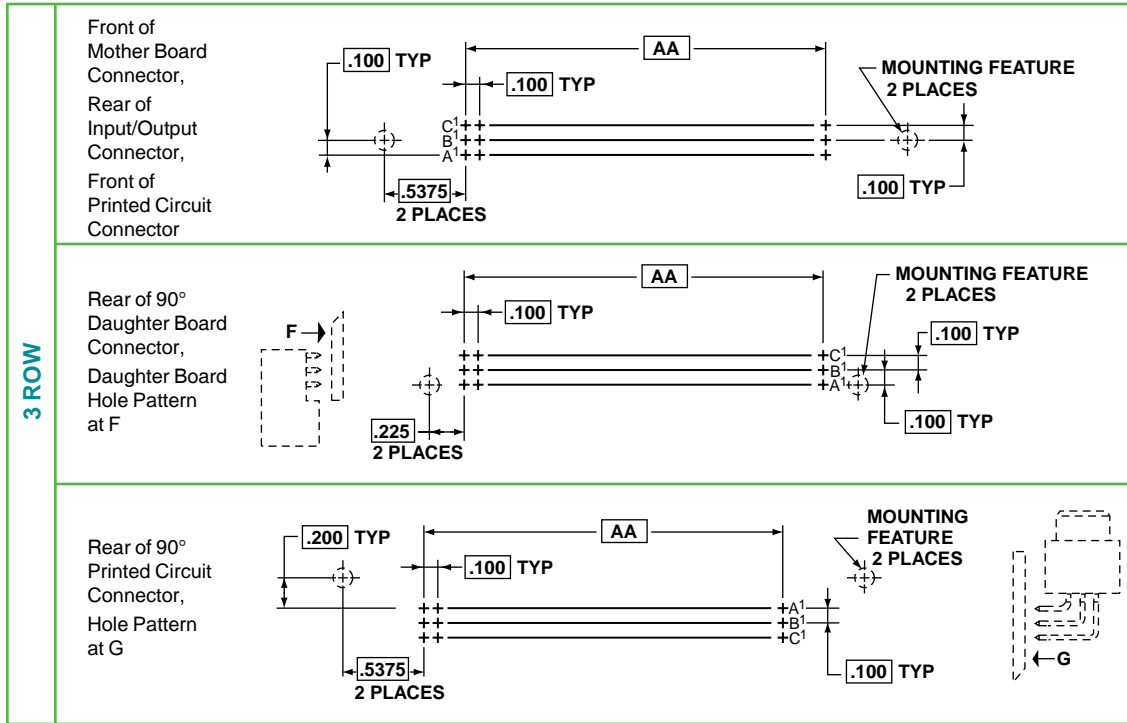 3 ROW
Front of
Mother Board
Connector,
Rear of
Input/Output
Connector,
Front of
Printed Circuit
Connector
.100 TYP
AA
.100 TYP
MOUNTING FEATURE
2 PLACES
C1
B1
A1
.5375
2 PLACES
.100 TYP
Rear of 90°
Daughter Board
Connector,
Daughter Board
Hole Pattern
at F
F
AA
.100 TYP
MOUNTING FEATURE
2 PLACES
.100 TYP
C1
B1
A1
.100 TYP
.225
2 PLACES
Rear of 90°
Printed Circuit
Connector,
Hole Pattern
at G
.200 TYP
AA
.100 TYP
MOUNTING
FEATURE
2 PLACES
A1
B1
C1
.5375
2 PLACES
.100 TYP
G